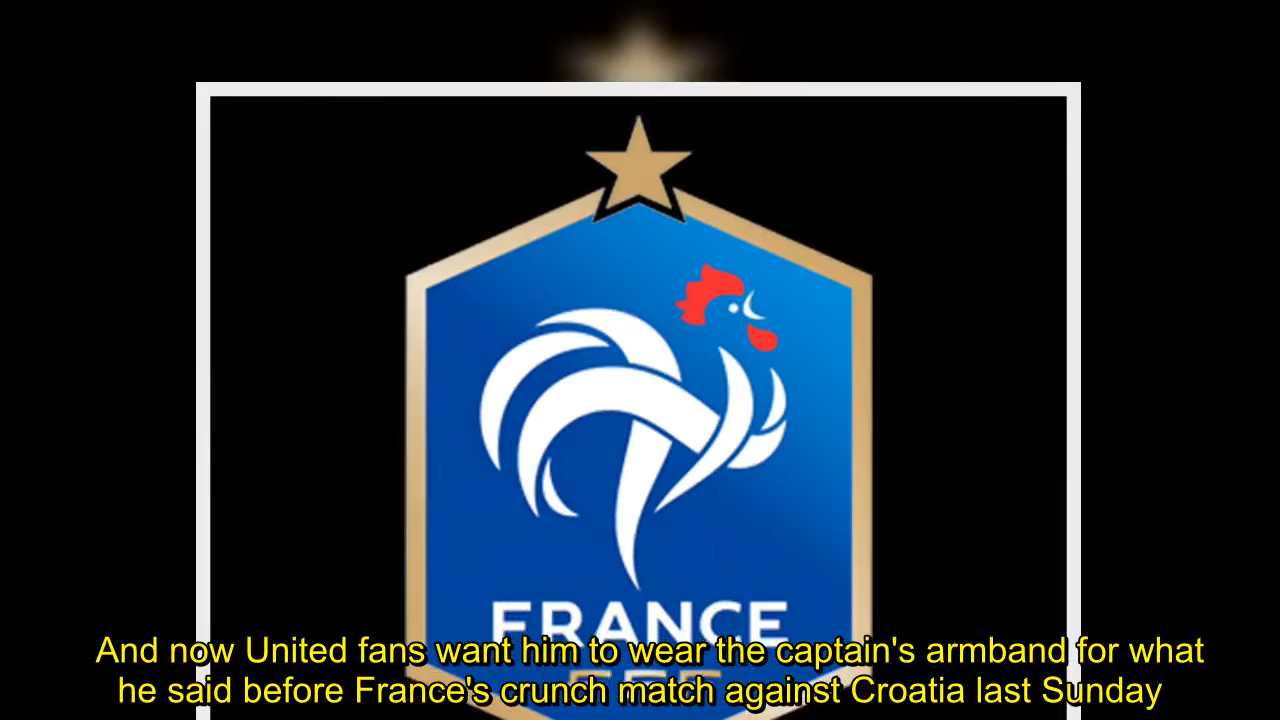 FRANCE
FFF
And now United fans want him to wear the captain's armband for what
he said before France's crunch match against Croatia last Sunday